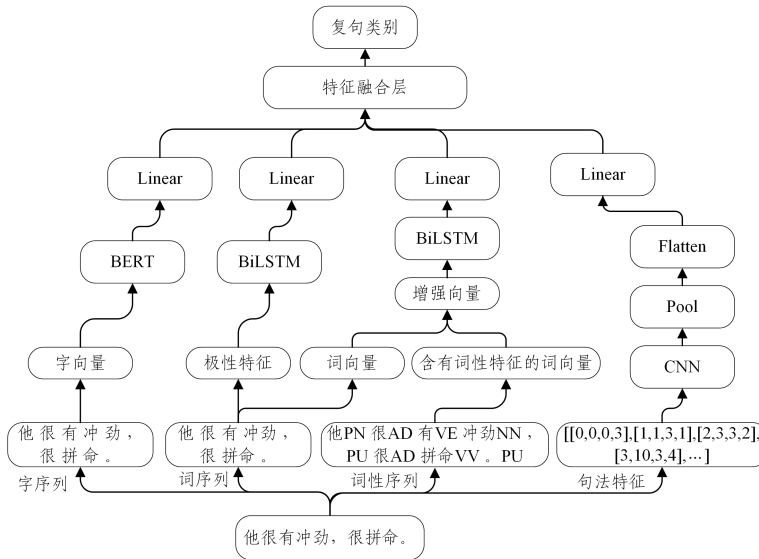 复句类别
特征融合层
Linear Linear Linear Linear
BERT BiLSTM BiLSTM Flatten
增强向量 Pool
字向量 极性特征 词向量 含有词性特征的词向量 CNN
他 很 有 冲 劲 ，
很 拼 命 。
他 很 有 冲劲 ，
很 拼命 。
他PN 很AD 有VE 冲劲NN ，
PU 很AD 拼命VV 。PU
[[0,0,0,3],[1,1,3,1],[2,3,3,2],
[3,10,3,4],…]
字序列 词序列 词性序列 句法特征
他很有冲劲，很拼命。